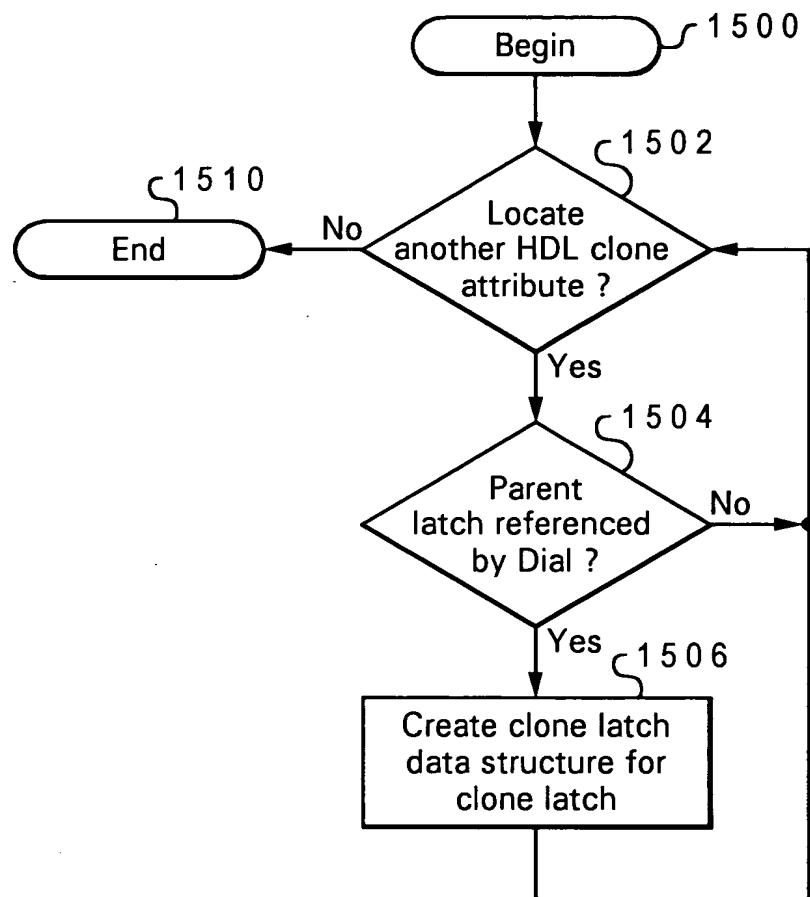 Begin
1500
1502
Locate
another HDL clone
attribute ?
No
1510
End
Yes
1504
Parent
latch referenced
by Dial ?
No
Yes
1506
Create clone latch
data structure for
clone latch